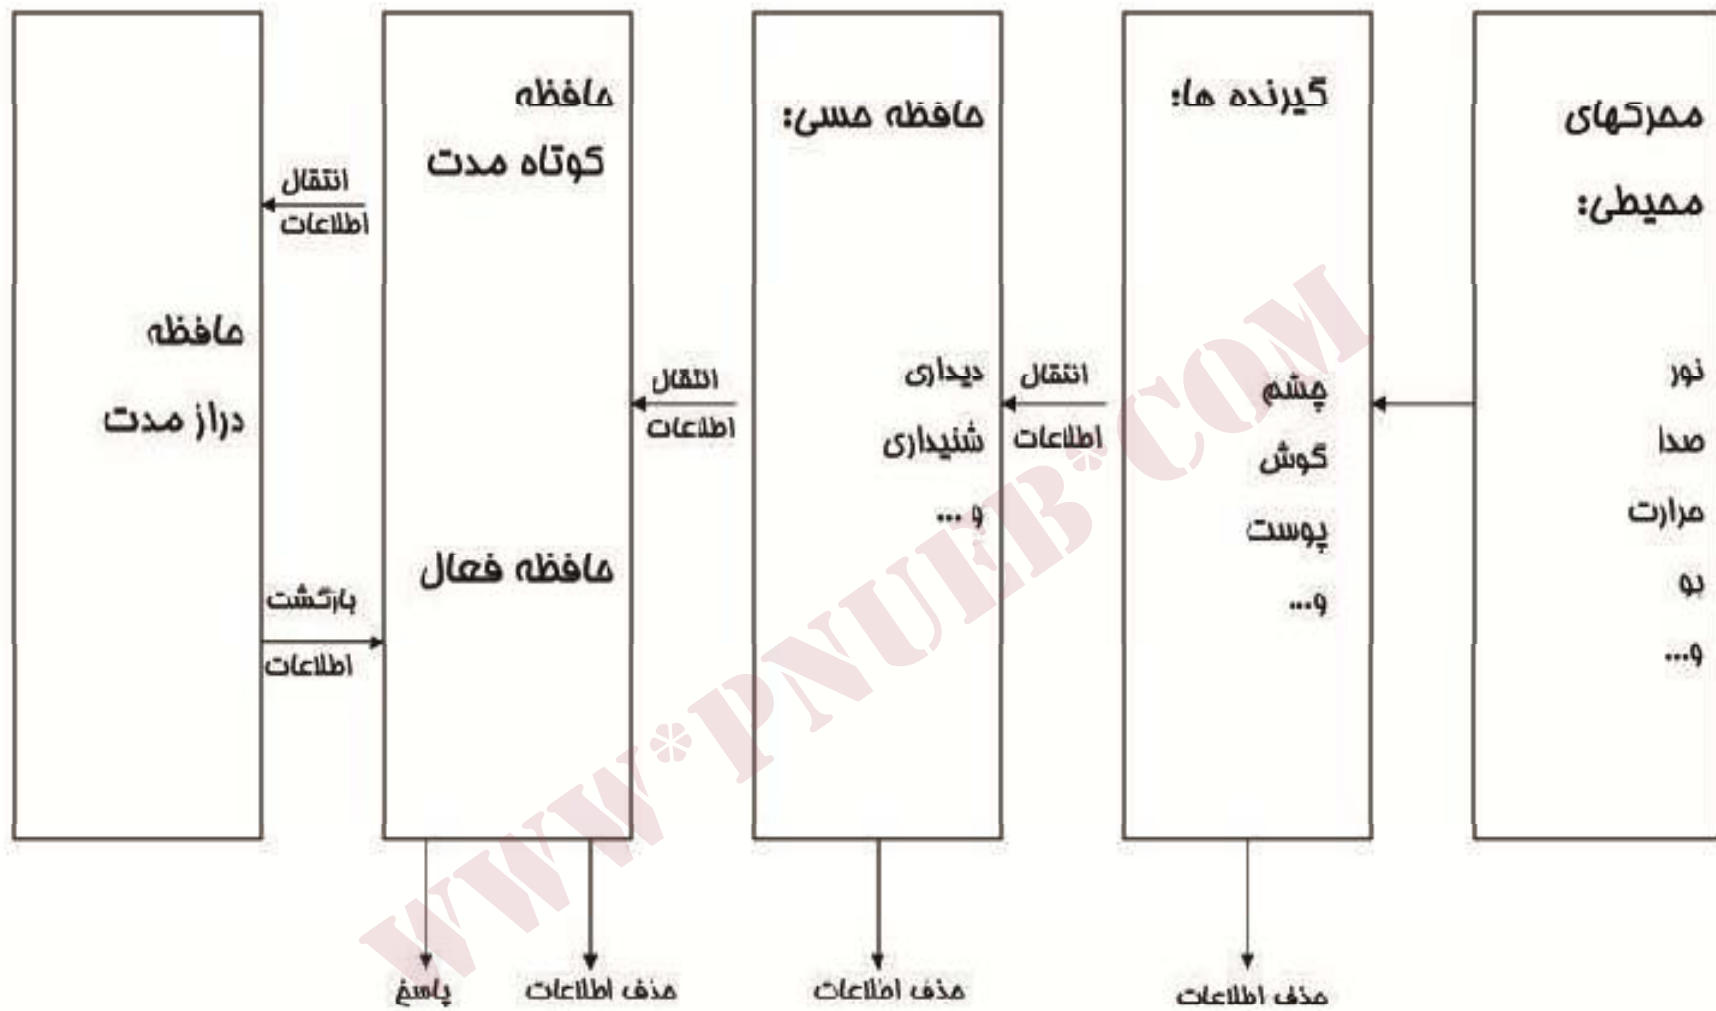 محرکهای
محیطی:
نور
صدا
حرارت
بو
و...
گیرنده ها:
چشم
گوش
پوست
و...
حذف اطلاعات
انتقال
اطلاعات
حافظه حسی:
دیداری
شنیداری
و ...
حذف اطلاعات
انتقال
اطلاعات
حافظه
کوتاه مدت
حافظه فعال
حذف اطلاعات
پاسخ
انتقال
اطلاعات
بازگشت
اطلاعات
حافظه
دراز مدت
WWW*PNUEB*COM